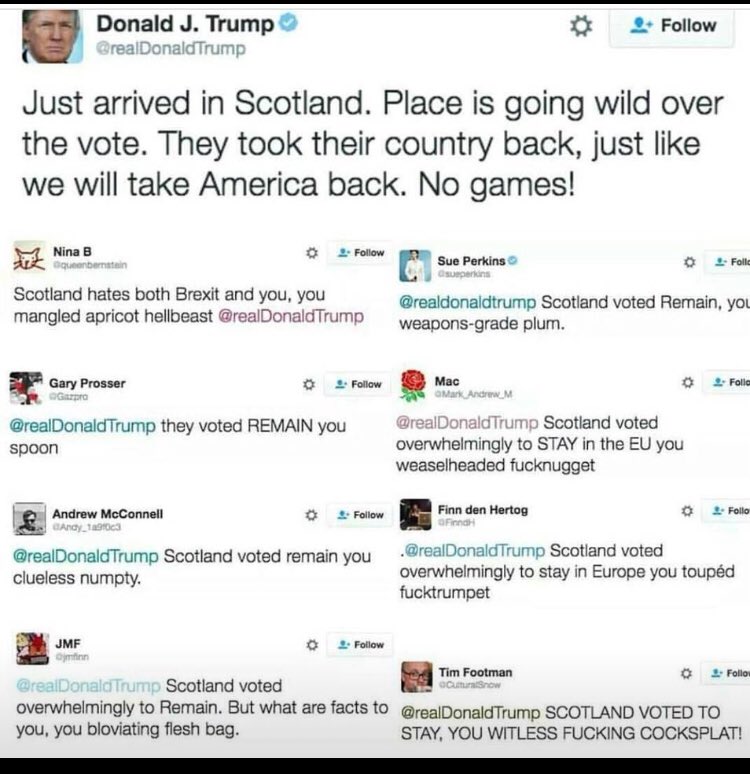 Donald J. Trump
@realDonaldTrump
Follow
Just arrived in Scotland. Place is going wild over
the vote. They took their country back, just like
we will take America back. No games!
Nina B
@queenbernstein
Follow
Scotland hates both Brexit and you, you
mangled apricot hellbeast @realDonaldTrump
Sue Perkins
@sueperkins
Follo
@realdonaldtrump Scotland voted Remain, you
weapons-grade plum.
Gary Prosser
@Gazpro
Follow
@realDonaldTrump they voted REMAIN you
spoon
Mac
@Mark_Andrew_M
Follo
@realDonaldTrump Scotland voted
overwhelmingly to STAY in the EU you
weaselheaded fucknugget
Andrew McConnell
@Andy_1a9f0c3
Follow
@realDonaldTrump Scotland voted remain you
clueless numpty.
Finn den Hertog
@FinndH
Follo
.@realDonaldTrump Scotland voted
overwhelmingly to stay in Europe you toupéd
fucktrumpet
JMF
@jmfinn
Follow
@realDonaldTrump Scotland voted
overwhelmingly to Remain. But what are facts to
you, you bloviating flesh bag.
Tim Footman
@CulturalSnow
Follo
@realDonaldTrump SCOTLAND VOTED TO
STAY, YOU WITLESS FUCKING COCKSPLAT!